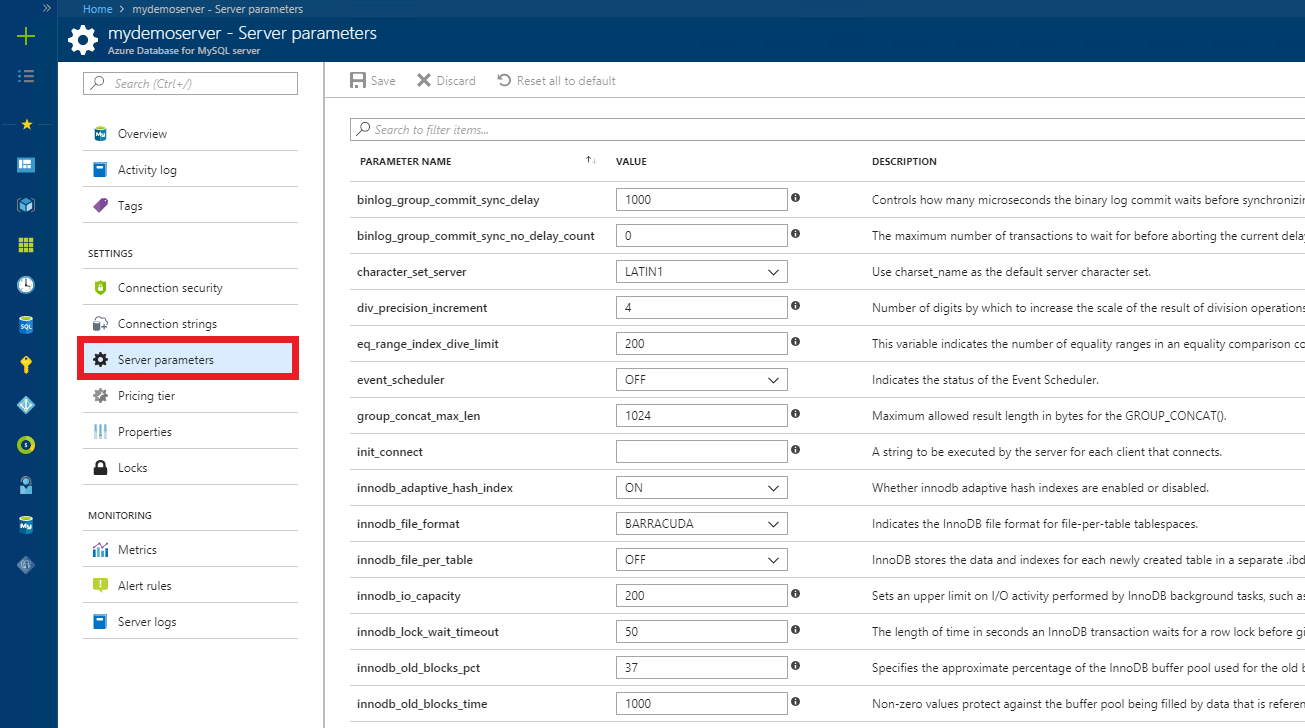 Home > mydemoserver - Server parameters
mydemoserver - Server parameters
Azure Database for MySQL server
Search (Ctrl+/)
Overview
Activity log
Tags
SETTINGS
Connection security
Connection strings
Server parameters
Pricing tier
Properties
Locks
MONITORING
Metrics
Alert rules
Server logs
Save Discard Reset all to default
Search to filter items...
PARAMETER NAME VALUE DESCRIPTION
binlog_group_commit_sync_delay 1000 Controls how many microseconds the binary log commit waits before synchronizin
binlog_group_commit_sync_no_delay_count 0 The maximum number of transactions to wait for before aborting the current delay
character_set_server LATIN1 Use charset_name as the default server character set.
div_precision_increment 4 Number of digits by which to increase the scale of the result of division operations
eq_range_index_dive_limit 200 This variable indicates the number of equality ranges in an equality comparison co
event_scheduler OFF Indicates the status of the Event Scheduler.
group_concat_max_len 1024 Maximum allowed result length in bytes for the GROUP_CONCAT().
init_connect A string to be executed by the server for each client that connects.
innodb_adaptive_hash_index ON Whether innodb adaptive hash indexes are enabled or disabled.
innodb_file_format BARRACUDA Indicates the InnoDB file format for file-per-table tablespaces.
innodb_file_per_table OFF InnoDB stores the data and indexes for each newly created table in a separate .ibd
innodb_io_capacity 200 Sets an upper limit on I/O activity performed by InnoDB background tasks, such as
innodb_lock_wait_timeout 50 The length of time in seconds an InnoDB transaction waits for a row lock before gi
innodb_old_blocks_pct 37 Specifies the approximate percentage of the InnoDB buffer pool used for the old b
innodb_old_blocks_time 1000 Non-zero values protect against the buffer pool being filled by data that is referen